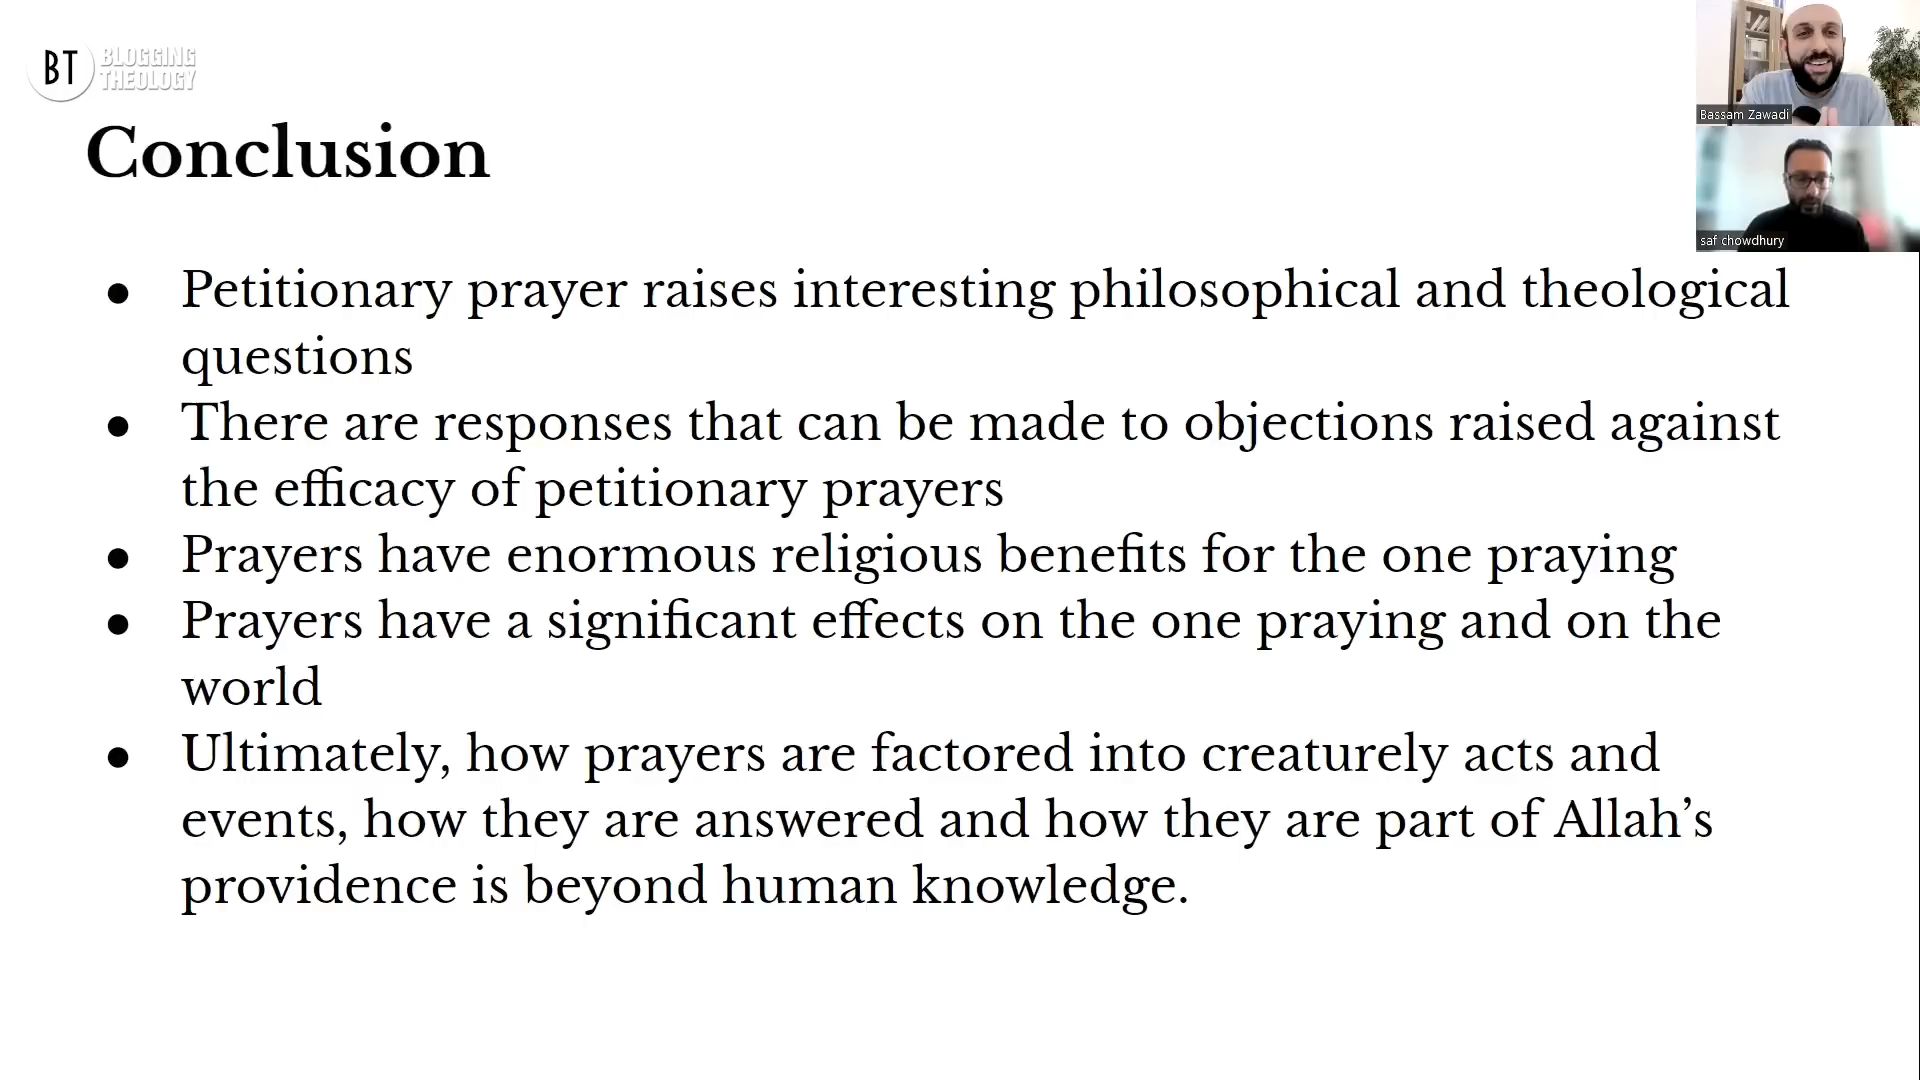 BT BLOGGING
THEOLOGY
Conclusion
Bassam Zawadi
saf chowdhury
● Petitionary prayer raises interesting philosophical and theological
questions
● There are responses that can be made to objections raised against
the efficacy of petitionary prayers
● Prayers have enormous religious benefits for the one praying
● Prayers have a significant effects on the one praying and on the
world
● Ultimately, how prayers are factored into creaturely acts and
events, how they are answered and how they are part of Allah’s
providence is beyond human knowledge.